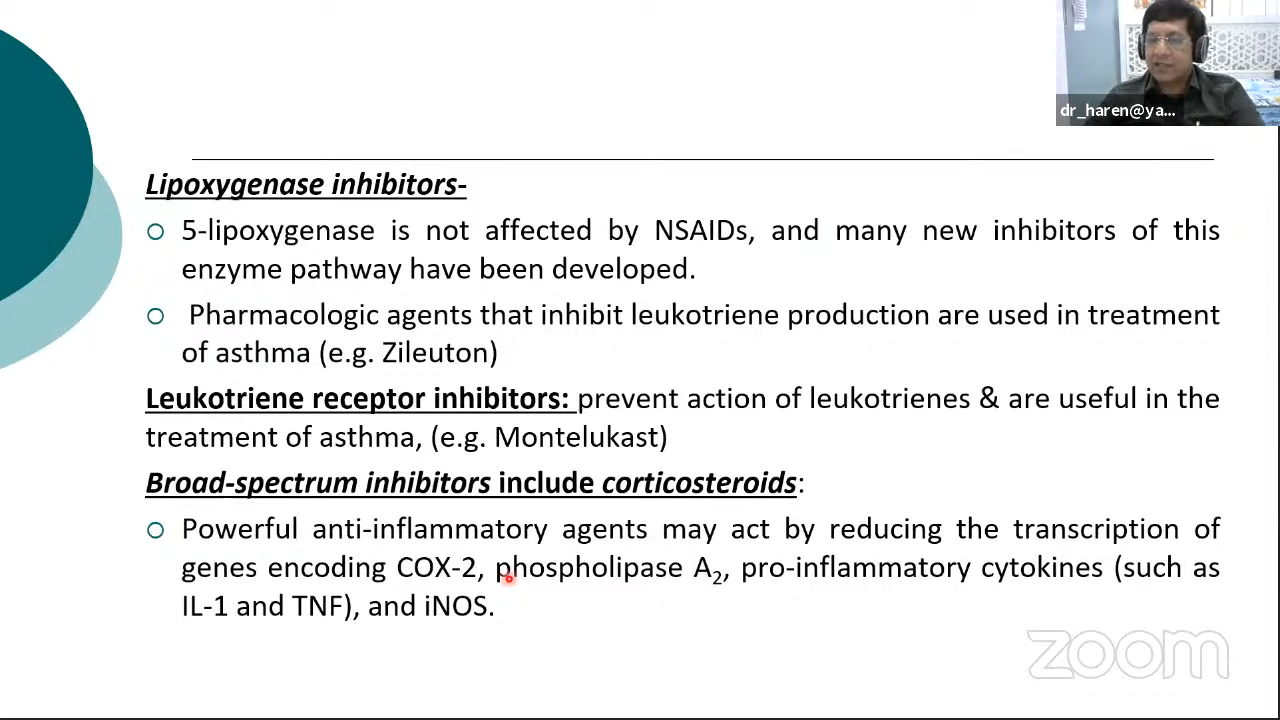 dr_haren@ya...
Lipoxygenase inhibitors-
5-lipoxygenase is not affected by NSAIDs, and many new inhibitors of this
enzyme pathway have been developed.
Pharmacologic agents that inhibit leukotriene production are used in treatment
of asthma (e.g. Zileuton)
Leukotriene receptor inhibitors: prevent action of leukotrienes & are useful in the
treatment of asthma, (e.g. Montelukast)
Broad-spectrum inhibitors include corticosteroids:
Powerful anti-inflammatory agents may act by reducing the transcription of
genes encoding COX-2, phospholipase A₂, pro-inflammatory cytokines (such as
IL-1 and TNF), and iNOS.
zoom